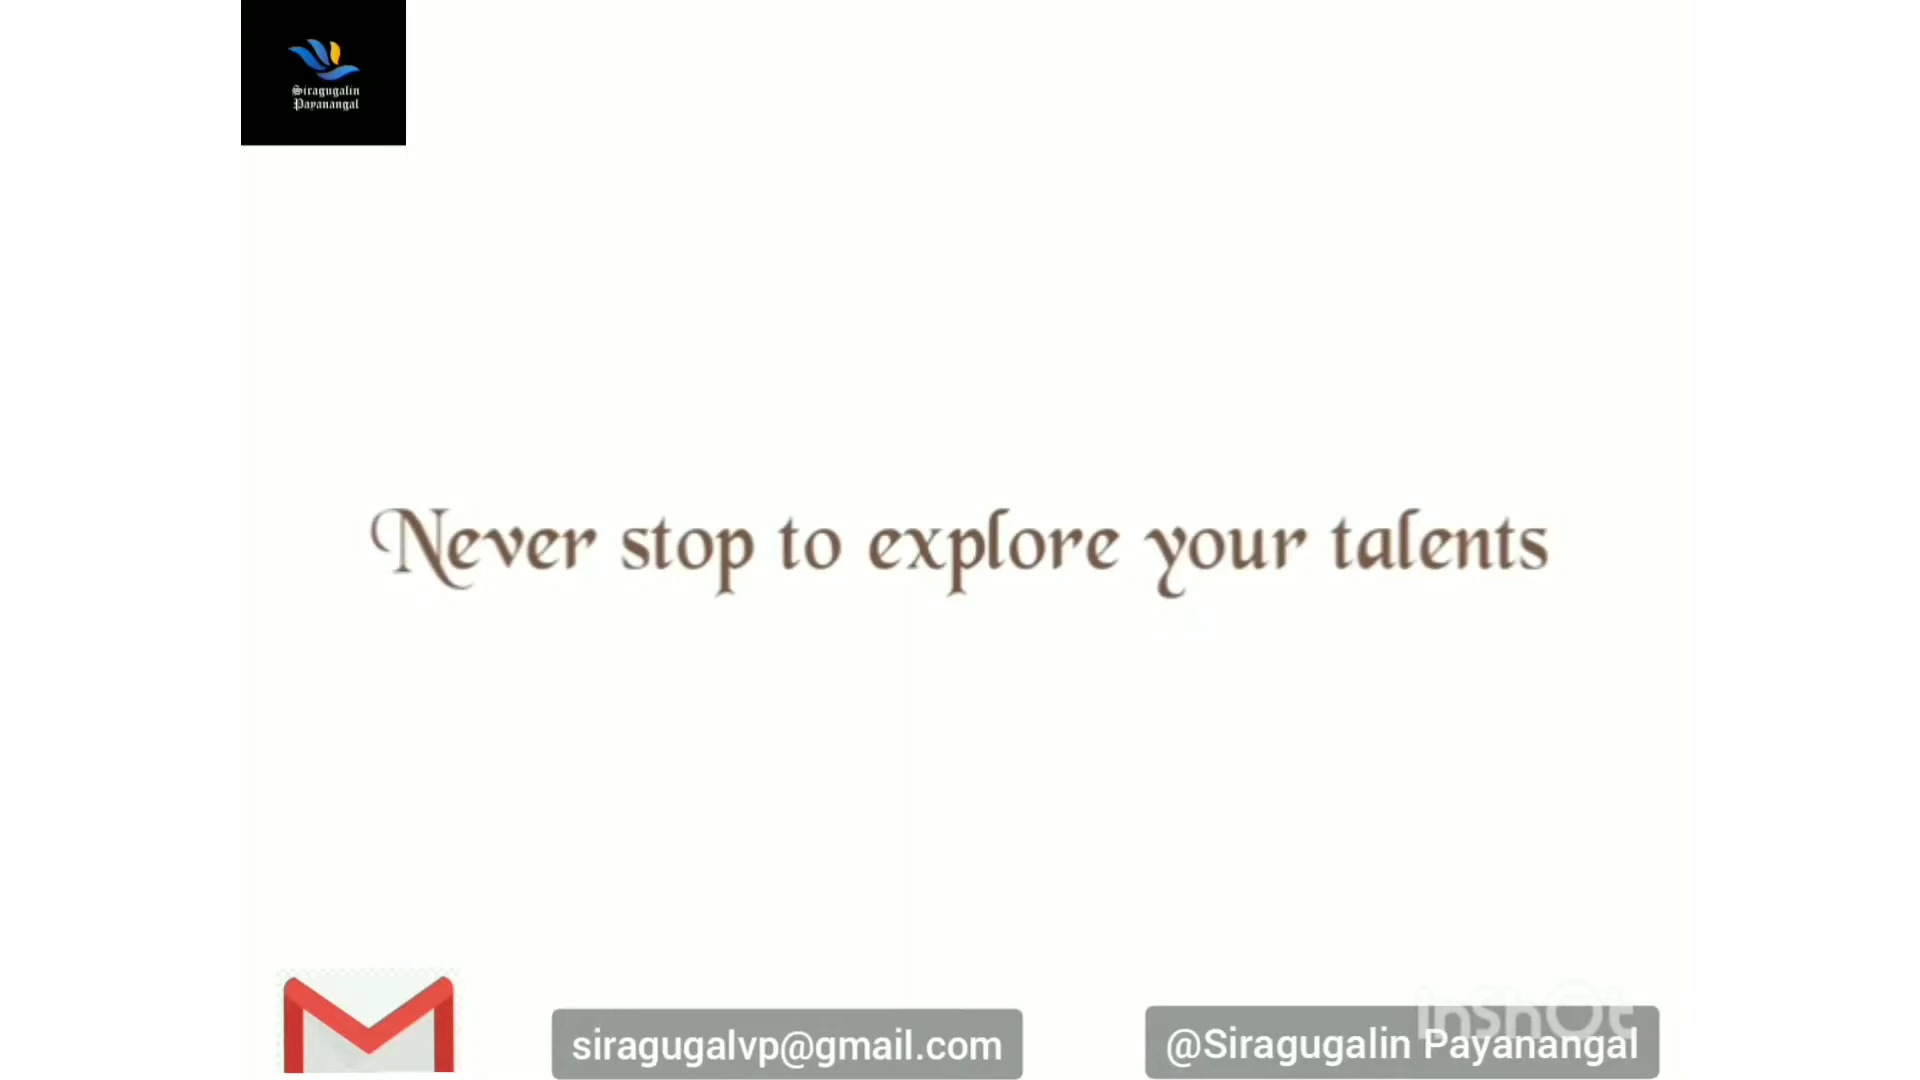 Siragugalin
Payanangal
Never stop to explore your talents
siragugalvp@gmail.com
InShOt
@Siragugalin Payanangal